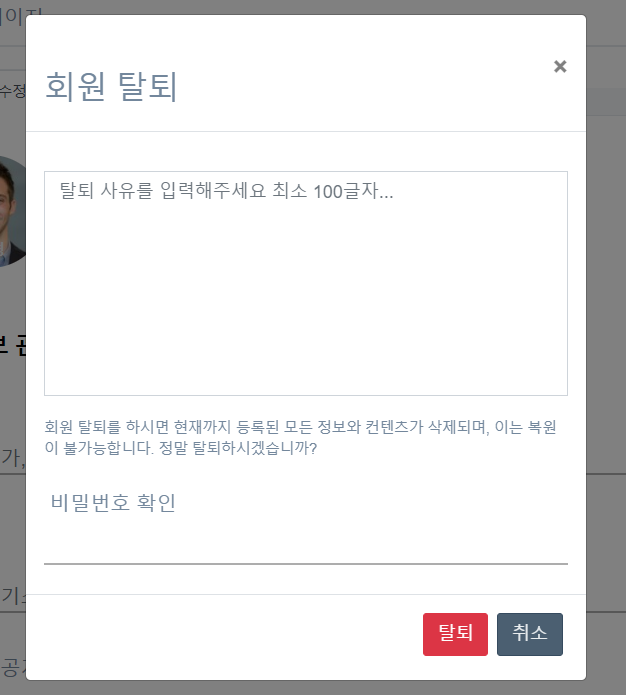 수정
회원 탈퇴
×
탈퇴 사유를 입력해주세요 최소 100글자...
회원 탈퇴를 하시면 현재까지 등록된 모든 정보와 컨텐츠가 삭제되며, 이는 복원
이 불가능합니다. 정말 탈퇴하시겠습니까?
가,
비밀번호 확인
탈퇴 취소